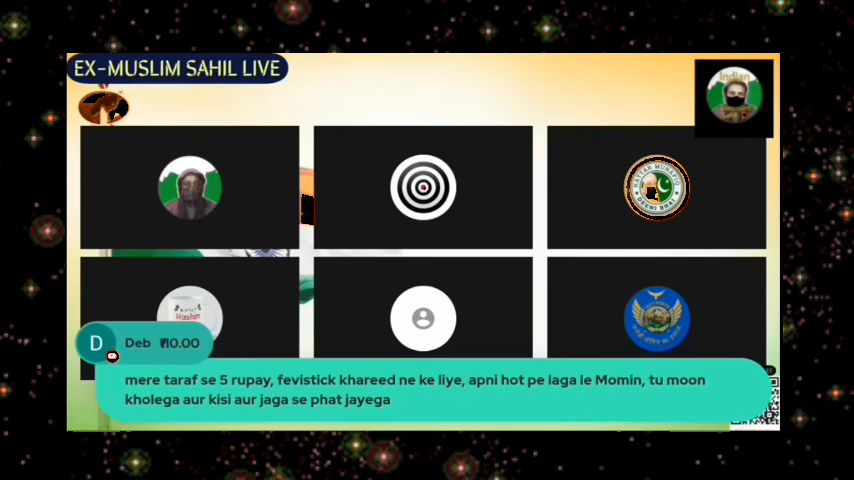 EX-MUSLIM SAHIL LIVE
Indian
D
Deb ₹10.00
mere taraf se 5 rupay, fevistick khareed ne ke liye, apni hot pe laga le Momin, tu moon
kholega aur kisi aur jaga se phat jayega